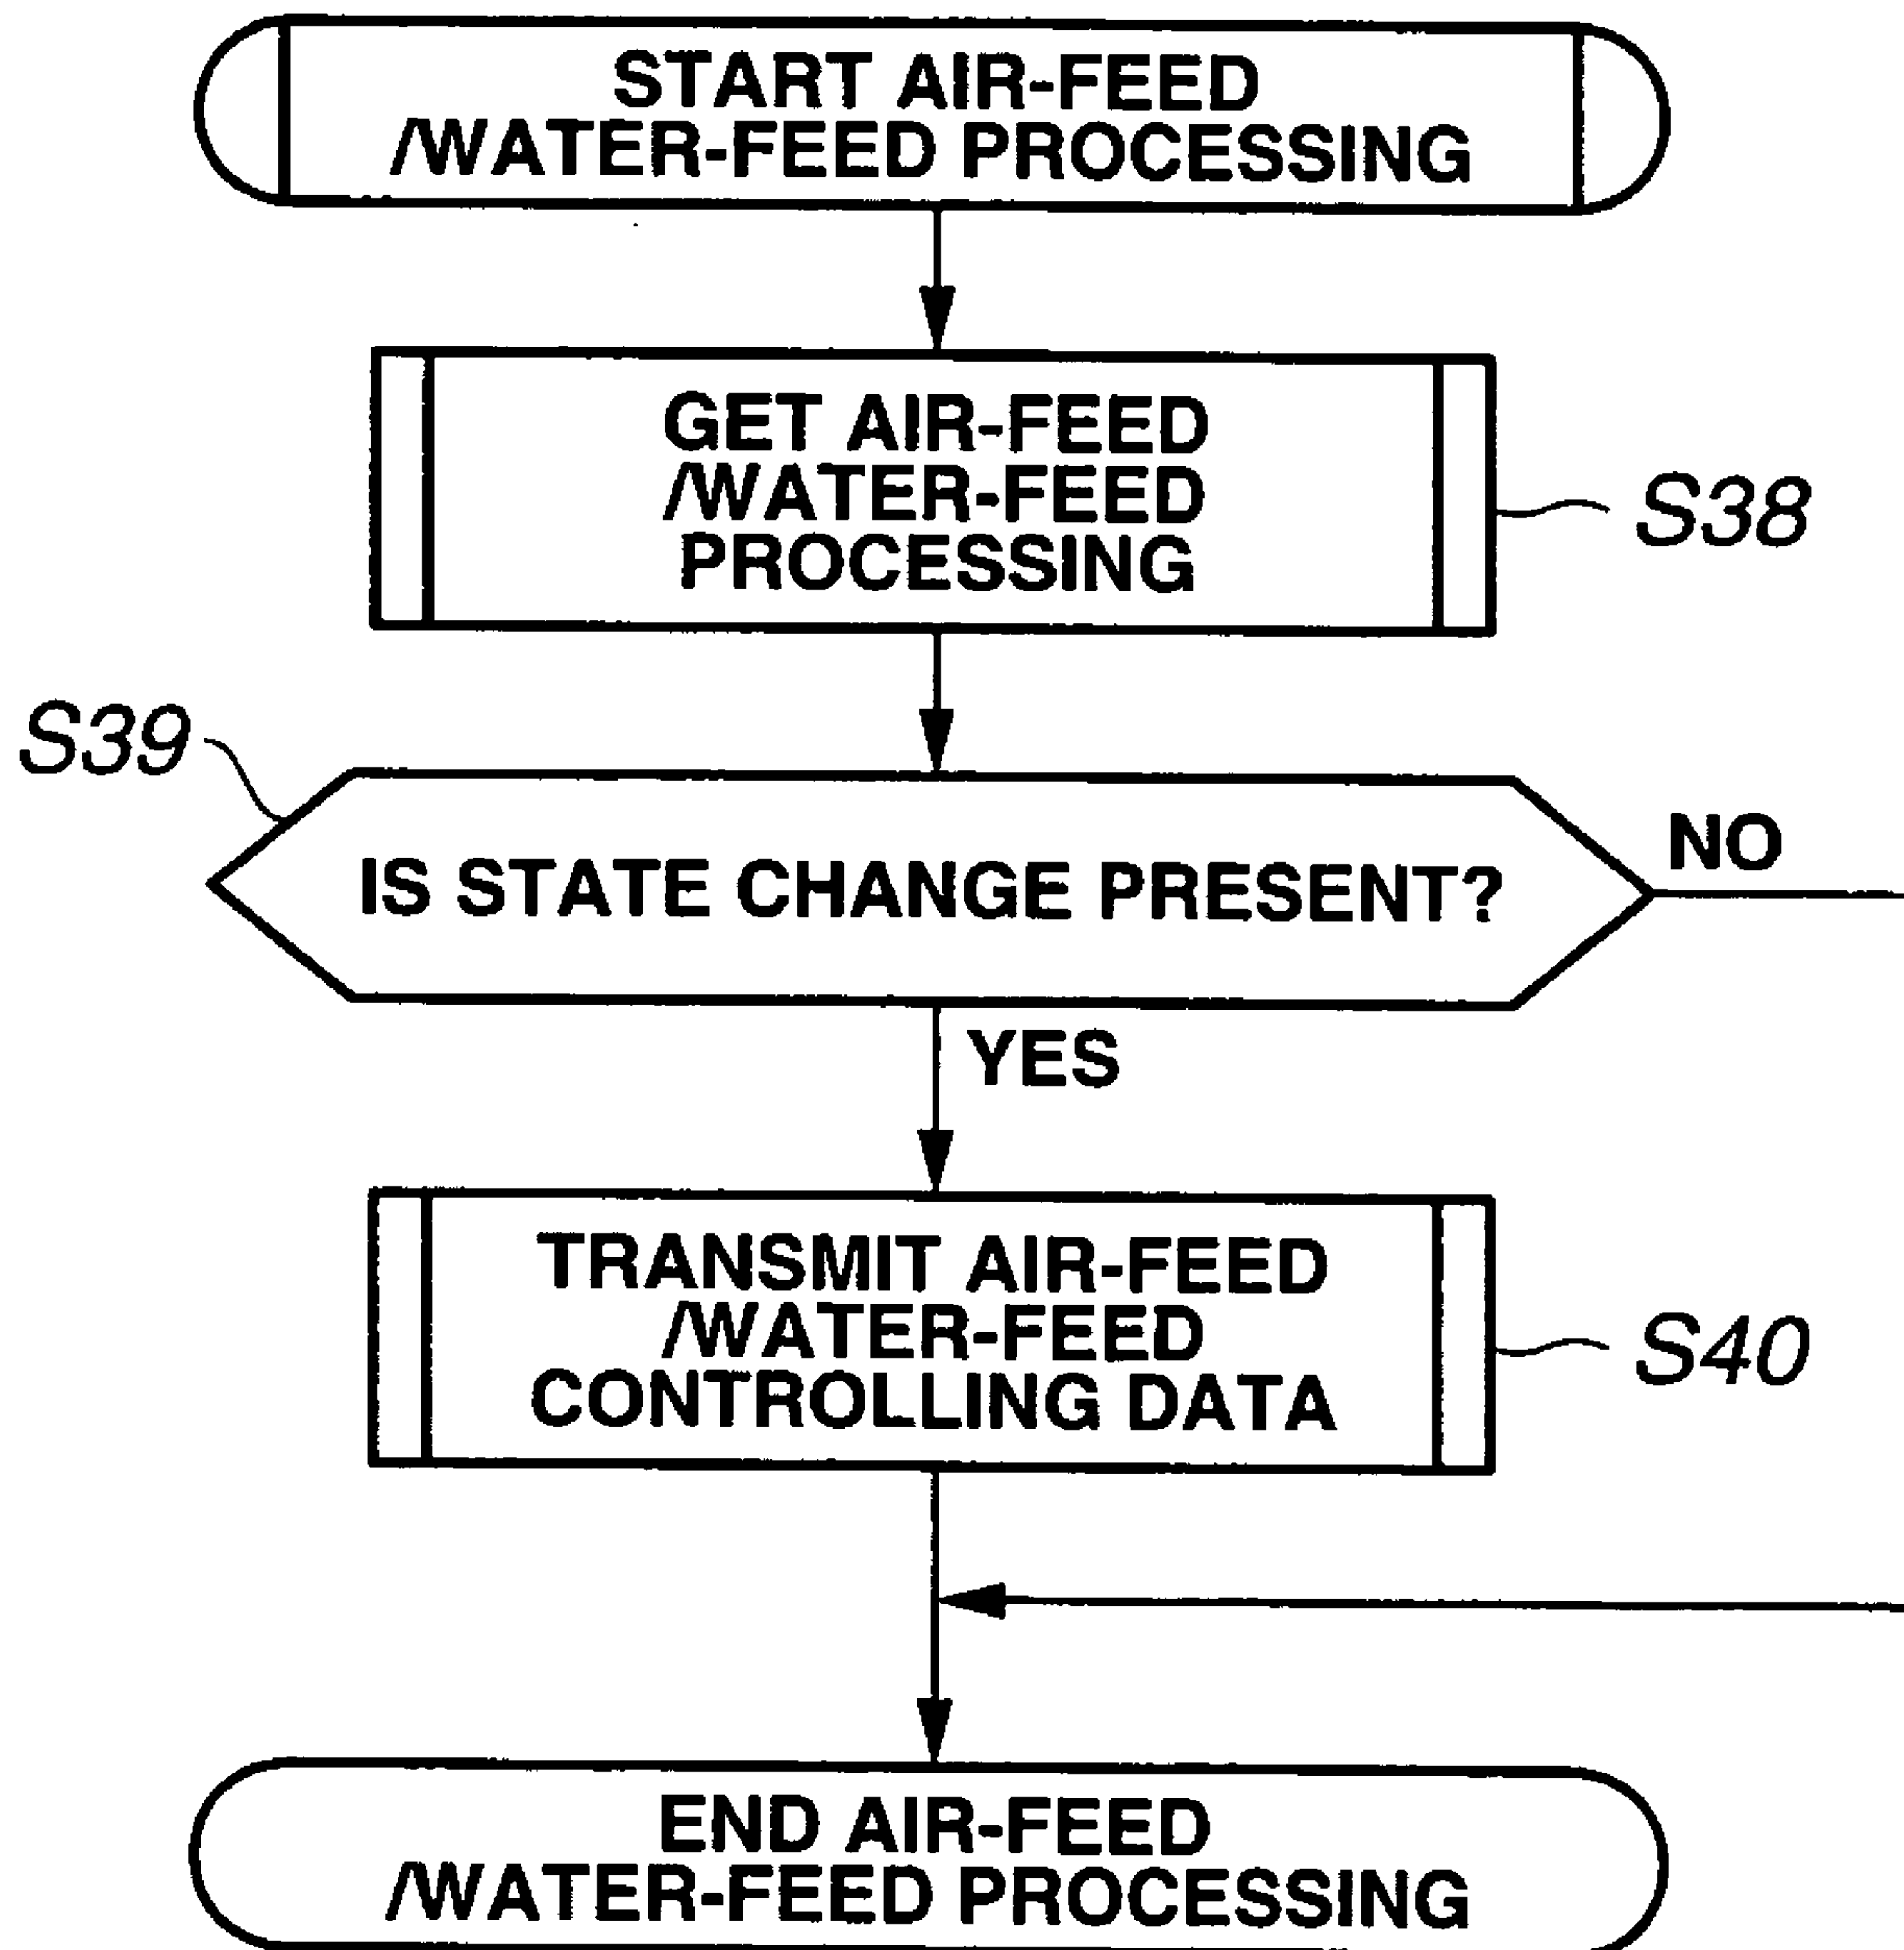 START AIR-FEED
/WATER-FEED PROCESSING
GET AIR-FEED
/WATER-FEED
PROCESSING
S38
S39
IS STATE CHANGE PRESENT?
NO
YES
TRANSMIT AIR-FEED
/WATER-FEED
CONTROLLING DATA
S40
END AIR-FEED
/WATER-FEED PROCESSING